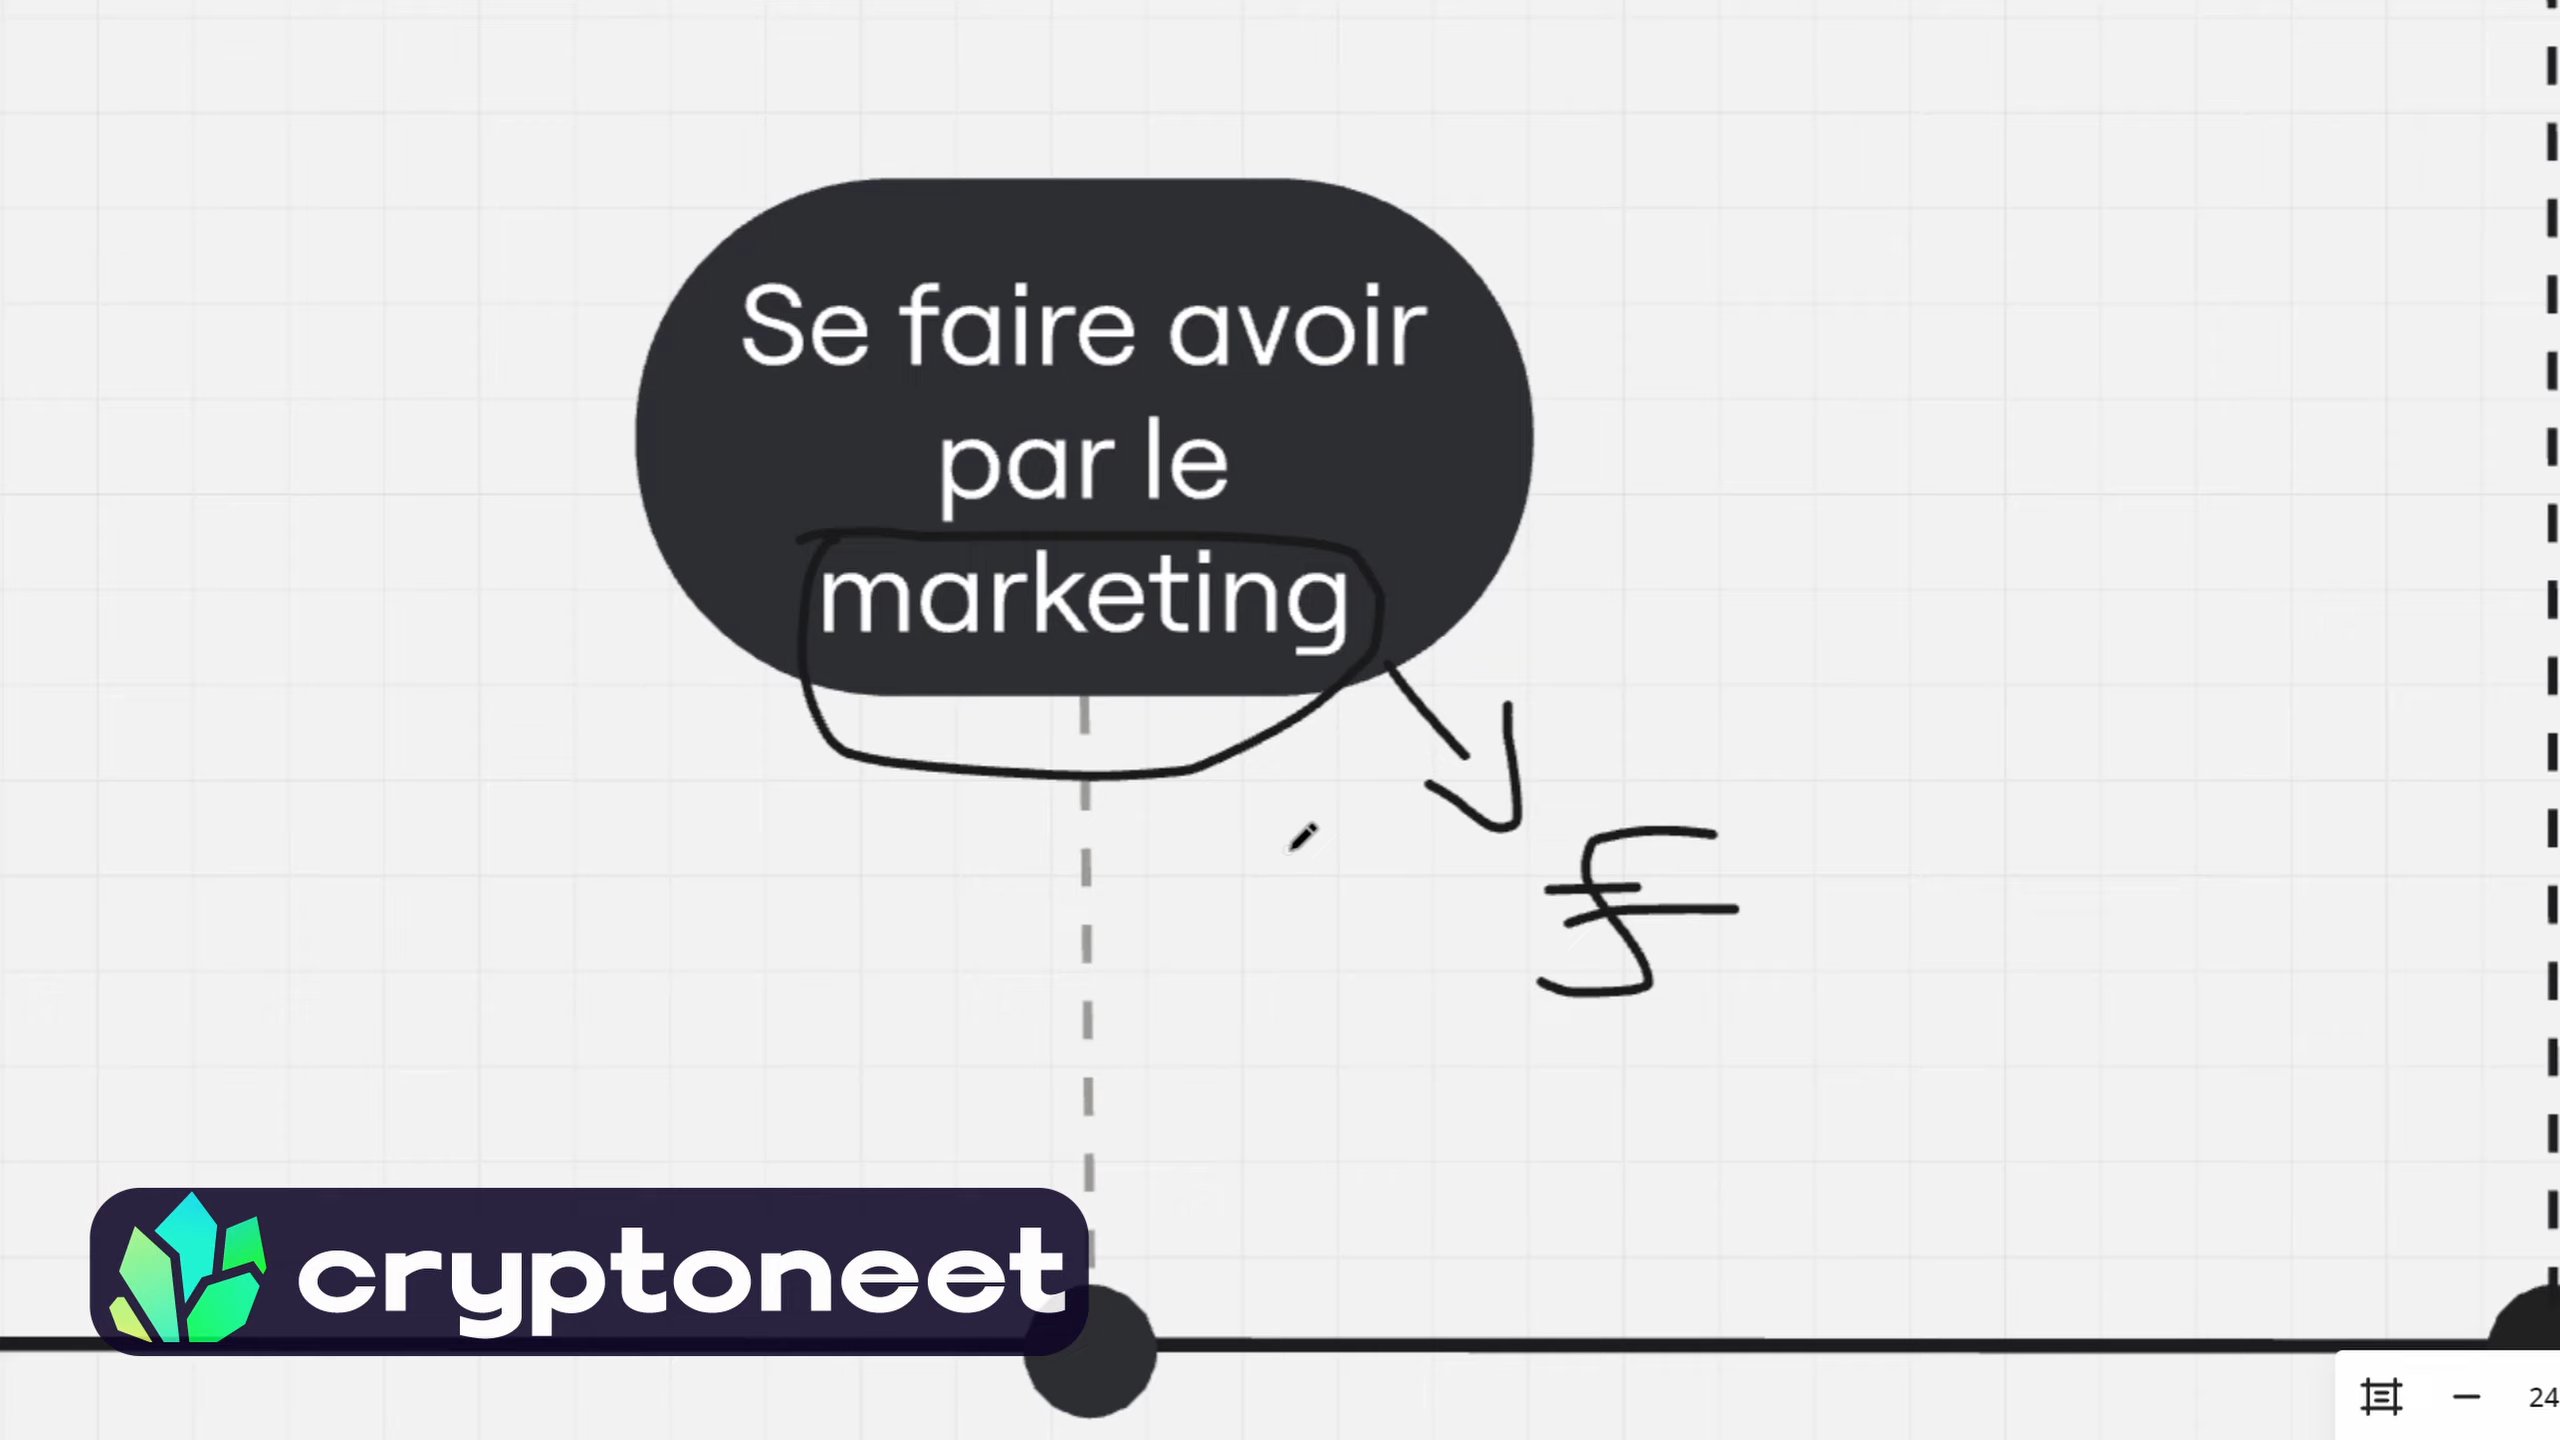 Se faire avoir
par le
marketing
cryptoneet
24